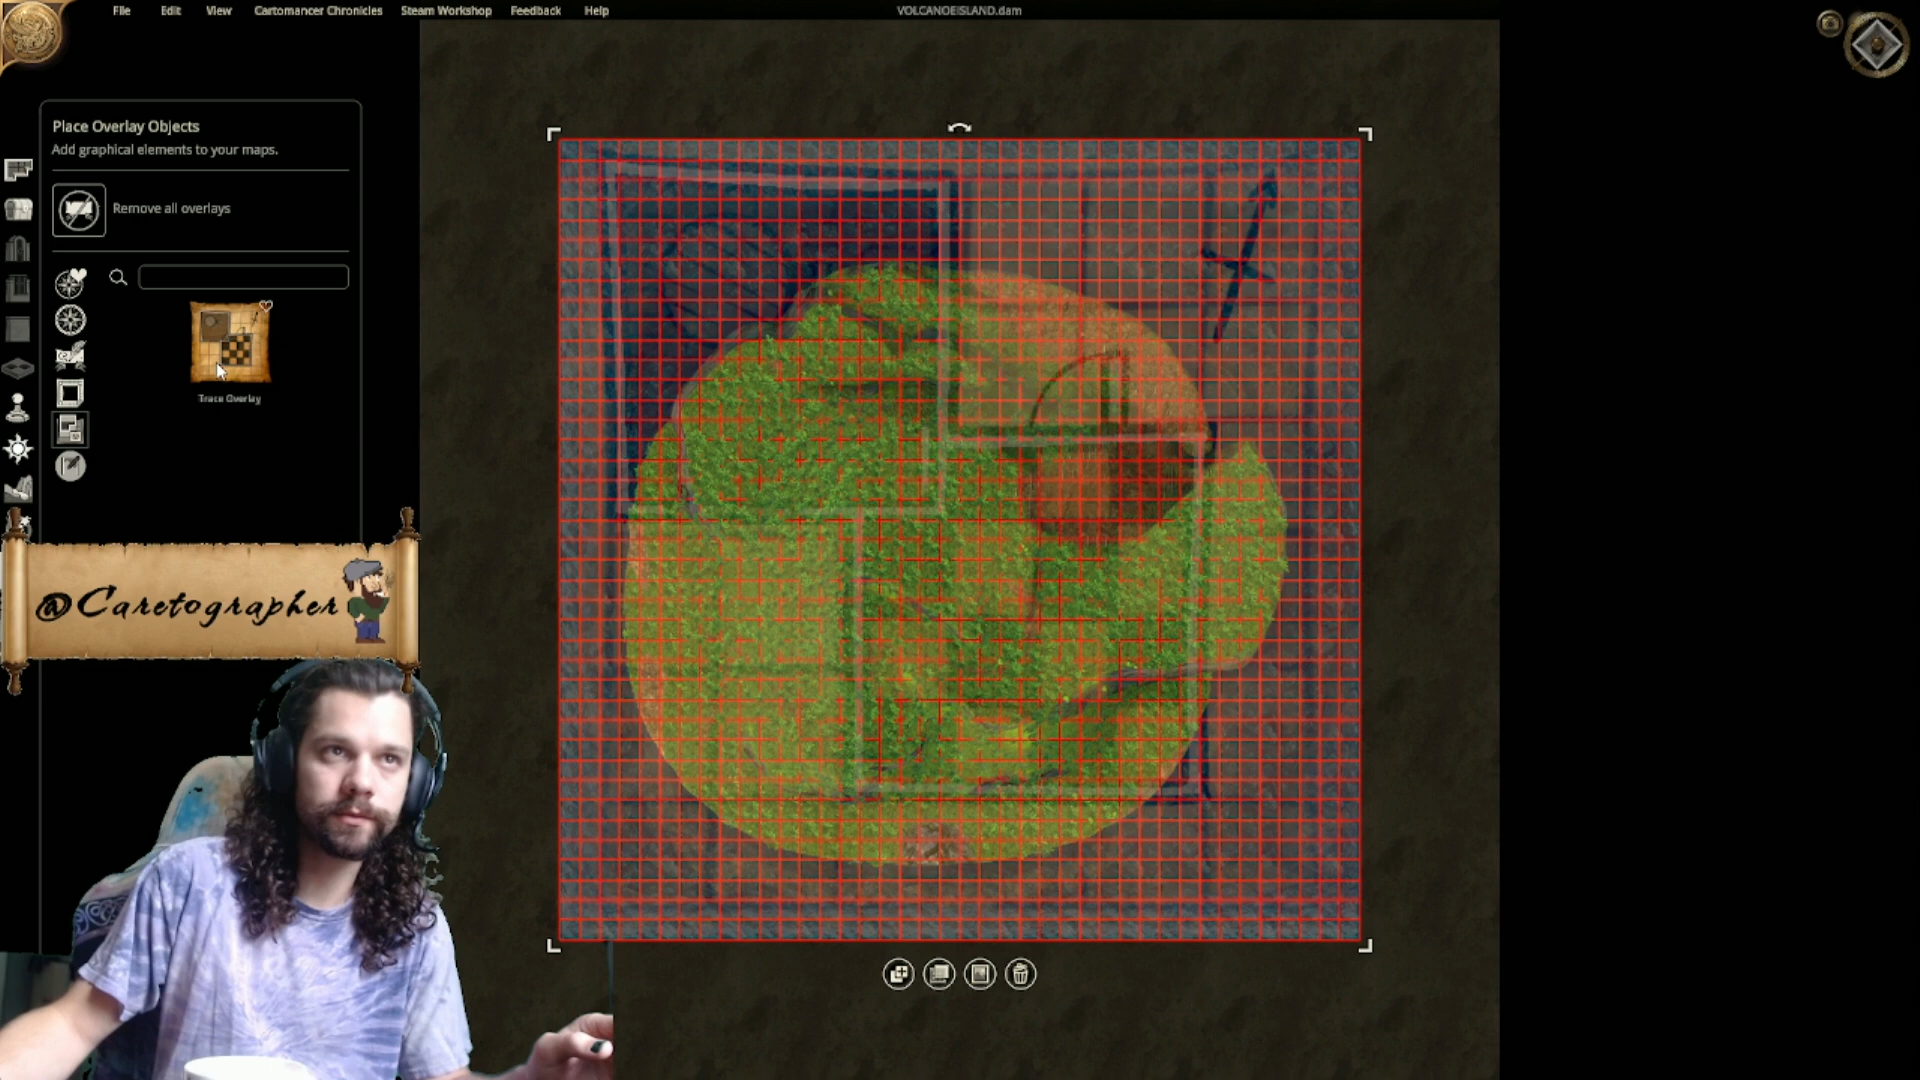 File Edit View Cartomancer Chronicles Steam Workshop Feedback Help
VOLCANOEISLAND.dam
Place Overlay Objects
Add graphical elements to your maps.
Remove all overlays
Trace Overlay
@Caretographer